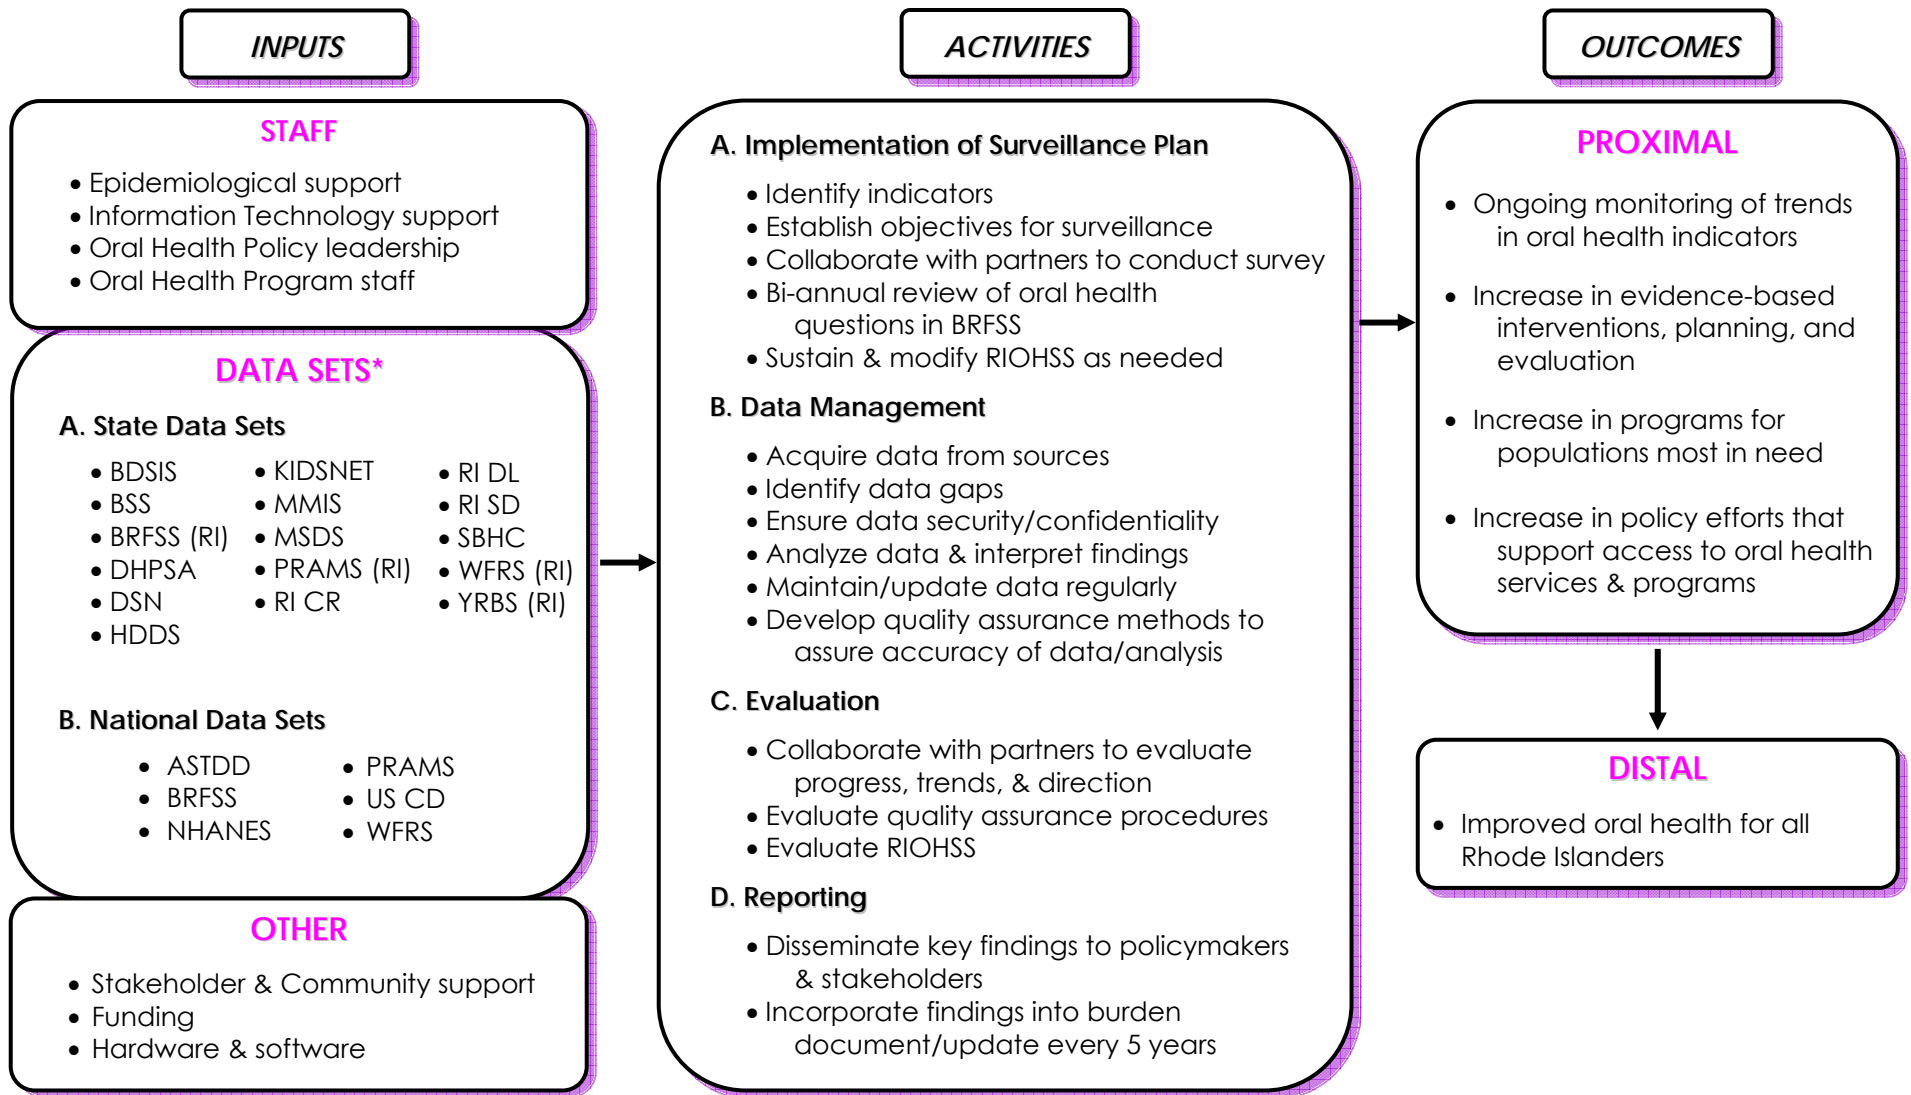 INPUTS
STAFF
• Epidemiological support
• Information Technology support
• Oral Health Policy leadership
• Oral Health Program staff
DATA SETS*
A. State Data Sets
• BDSIS
• BSS
• BRFSS (RI)
• DHPSA
• DSN
• HDDS
• KIDSNET
• MMIS
• MSDS
• PRAMS (RI)
• RI CR
• RI DL
• RI SD
• SBHC
• WFRS (RI)
• YRBS (RI)
B. National Data Sets
• ASTDD
• BRFSS
• NHANES
• PRAMS
• US CD
• WFRS
OTHER
• Stakeholder & Community support
• Funding
• Hardware & software
ACTIVITIES
A. Implementation of Surveillance Plan
• Identify indicators
• Establish objectives for surveillance
• Collaborate with partners to conduct survey
• Bi-annual review of oral health
questions in BRFSS
• Sustain & modify RIOHSS as needed
B. Data Management
• Acquire data from sources
• Identify data gaps
• Ensure data security/confidentiality
• Analyze data & interpret findings
• Maintain/update data regularly
• Develop quality assurance methods to
assure accuracy of data/analysis
C. Evaluation
• Collaborate with partners to evaluate
progress, trends, & direction
• Evaluate quality assurance procedures
• Evaluate RIOHSS
D. Reporting
• Disseminate key findings to policymakers
& stakeholders
• Incorporate findings into burden
document/update every 5 years
OUTCOMES
PROXIMAL
• Ongoing monitoring of trends
in oral health indicators
• Increase in evidence-based
interventions, planning, and
evaluation
• Increase in programs for
populations most in need
• Increase in policy efforts that
support access to oral health
services & programs
DISTAL
• Improved oral health for all
Rhode Islanders